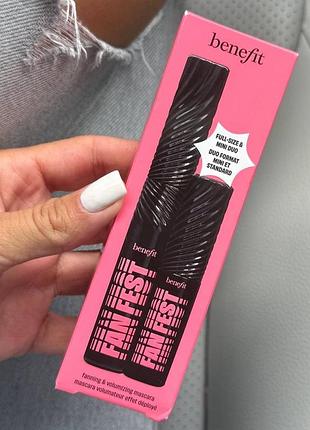 benefit
FULL-SIZE &
MINI DUO
DUO FORMAT
MINI ET
STANDARD
benefit
FAN FEST
benefit
FAN FEST
fanning & volumizing mascara
mascara volumateur effet déployé